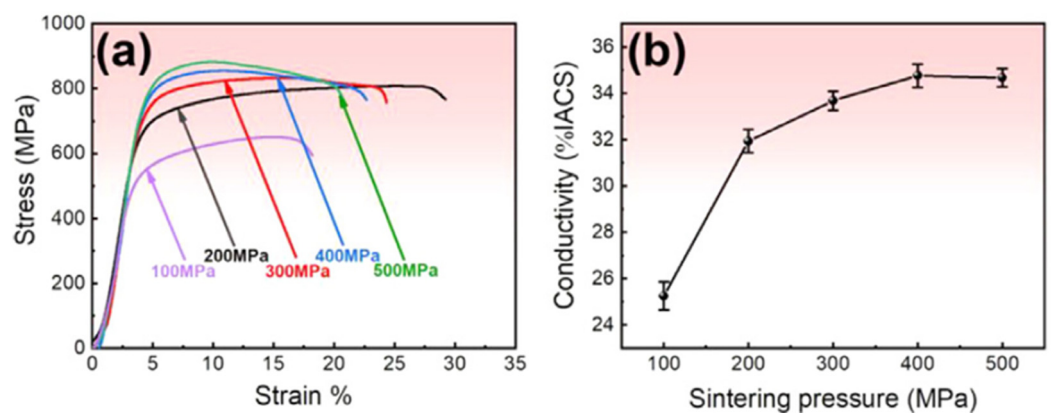 (a)
Stress (MPa)
1000
800
600
400
200
0
100MPa
200MPa
300MPa
400MPa
500MPa
0 5 10 15 20 25 30 35
Strain %
(b)
Conductivity (%IACS)
36
34
32
30
26
25
24
100 200 300 400 500
Sintering pressure (MPa)